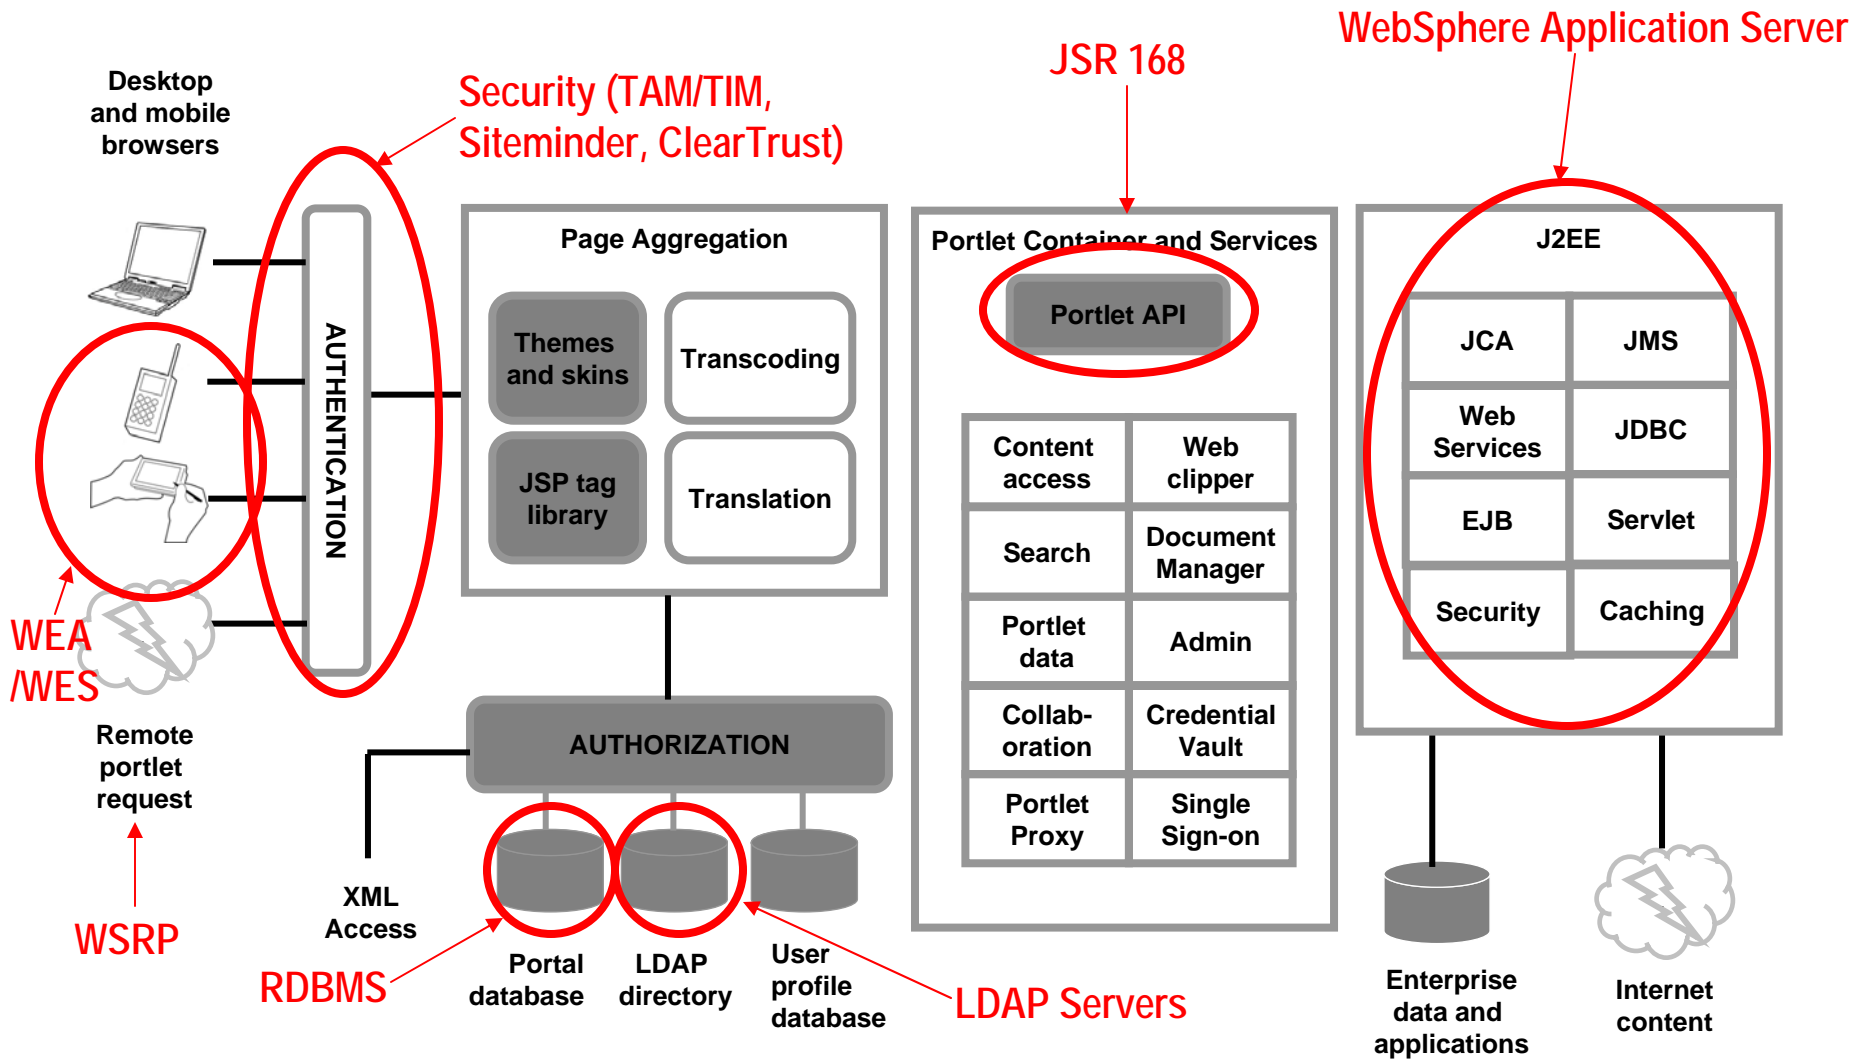 WebSphere Application Server
JSR 168
Security (TAM/TIM,
Siteminder, ClearTrust)
Desktop
and mobile
browsers
AUTHENTICATION
WEA
/WES
Remote
portlet
request
WSRP
Page Aggregation
Themes
and skins
Transcoding
JSP tag
library
Translation
AUTHORIZATION
XML
Access
RDBMS
Portal
database
LDAP
directory
User
profile
database
LDAP Servers
Portlet Container and Services
Portlet API
Content
access
Web
clipper
Search
Document
Manager
Portlet
data
Admin
Collab-
oration
Credential
Vault
Portlet
Proxy
Single
Sign-on
J2EE
JCA
JMS
Web
Services
JDBC
EJB
Servlet
Security
Caching
Enterprise
data and
applications
Internet
content